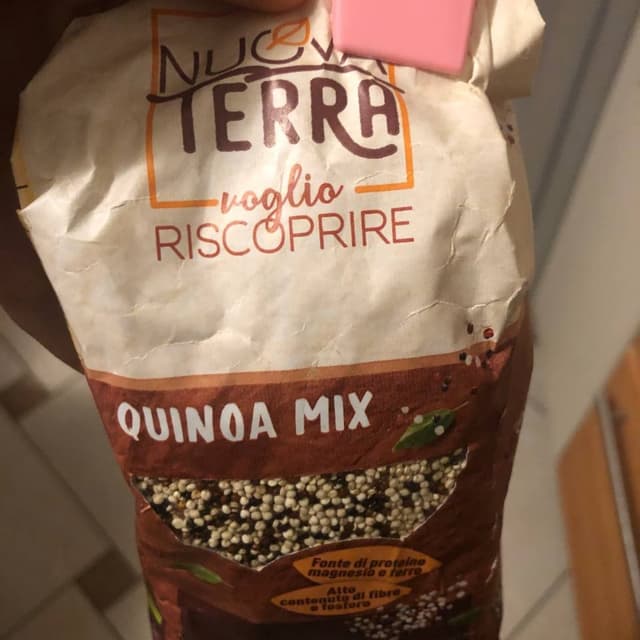 NUOVA
TERRA
voglio
RISCOPRIRE
QUINOA MIX
Fonte di proteine
magnesio e ferro
Alto
contenuto di fibre
e fosforo